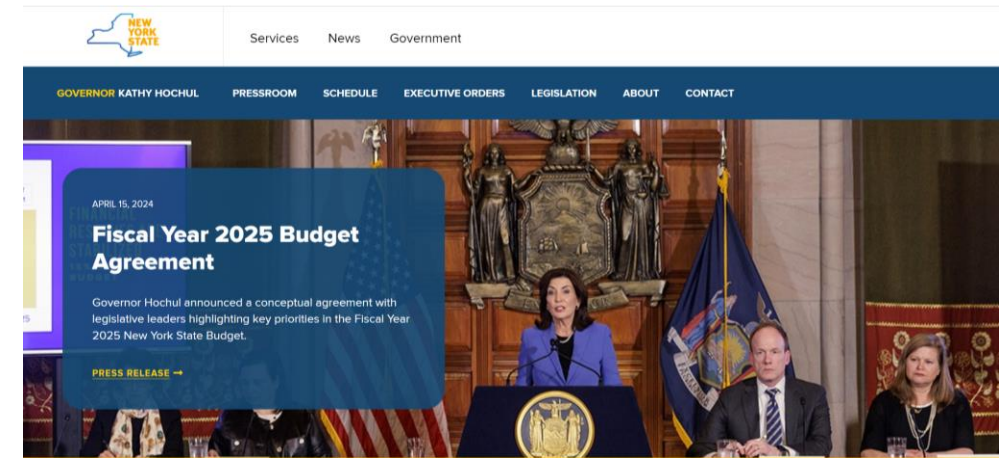 NEW
YORK
STATE
Services News Government
GOVERNOR KATHY HOCHUL PRESSROOM SCHEDULE EXECUTIVE ORDERS LEGISLATION ABOUT CONTACT
APRIL 15, 2024
Fiscal Year 2025 Budget
Agreement
Governor Hochul announced a conceptual agreement with
legislative leaders highlighting key priorities in the Fiscal Year
2025 New York State Budget.
PRESS RELEASE →
FINANCIAL